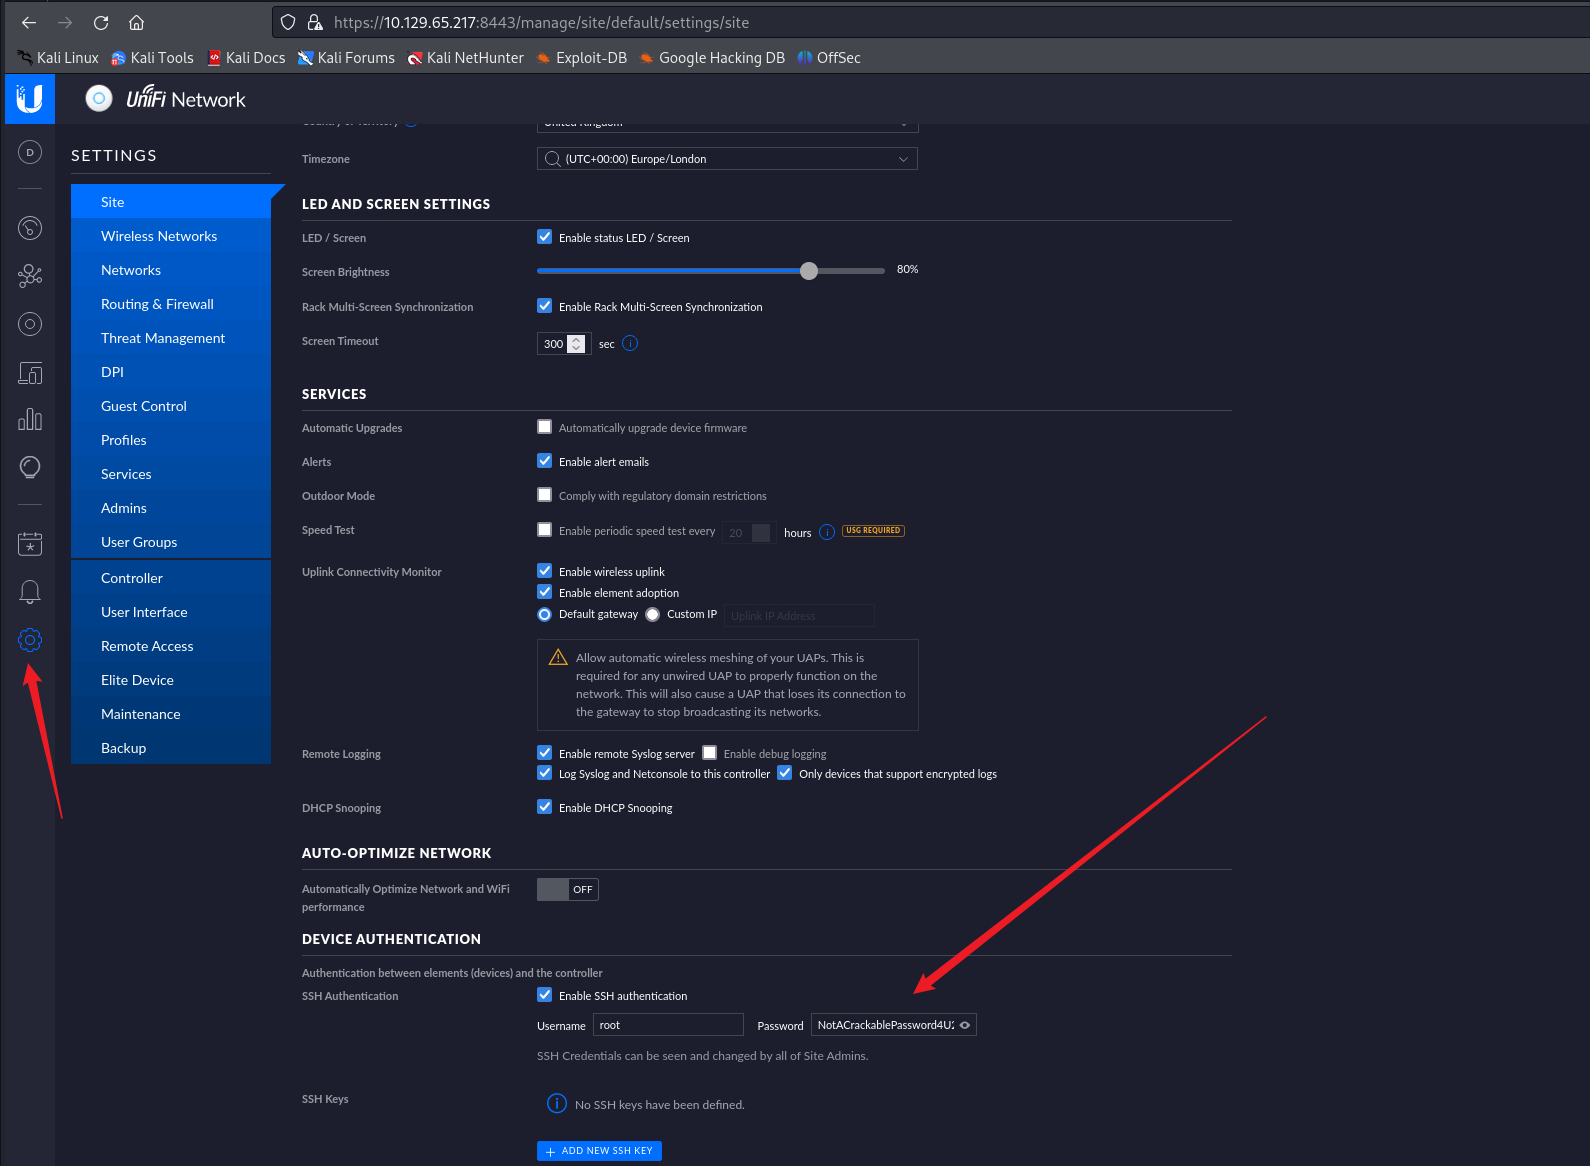 https://10.129.65.217:8443/manage/site/default/settings/site
Kali Linux Kali Tools Kali Docs Kali Forums Kali NetHunter Exploit-DB Google Hacking DB OffSec
UniFi Network
D
SETTINGS
Site
Wireless Networks
Networks
Routing & Firewall
Threat Management
DPI
Guest Control
Profiles
Services
Admins
User Groups
Controller
User Interface
Remote Access
Elite Device
Maintenance
Backup
Country or Territory United Kingdom
Timezone (UTC+00:00) Europe/London
LED AND SCREEN SETTINGS
LED / Screen Enable status LED / Screen
Screen Brightness 80%
Rack Multi-Screen Synchronization Enable Rack Multi-Screen Synchronization
Screen Timeout 300 sec
SERVICES
Automatic Upgrades Automatically upgrade device firmware
Alerts Enable alert emails
Outdoor Mode Comply with regulatory domain restrictions
Speed Test Enable periodic speed test every 20 hours USG REQUIRED
Uplink Connectivity Monitor Enable wireless uplink
Enable element adoption
Default gateway Custom IP Uplink IP Address
Allow automatic wireless meshing of your UAPs. This is
required for any unwired UAP to properly function on the
network. This will also cause a UAP that loses its connection to
the gateway to stop broadcasting its networks.
Remote Logging Enable remote Syslog server Enable debug logging
Log Syslog and Netconsole to this controller Only devices that support encrypted logs
DHCP Snooping Enable DHCP Snooping
AUTO-OPTIMIZE NETWORK
Automatically Optimize Network and WiFi
performance OFF
DEVICE AUTHENTICATION
Authentication between elements (devices) and the controller
SSH Authentication Enable SSH authentication
Username root Password NotACrackablePassword4U
SSH Credentials can be seen and changed by all of Site Admins.
SSH Keys No SSH keys have been defined.
+ ADD NEW SSH KEY